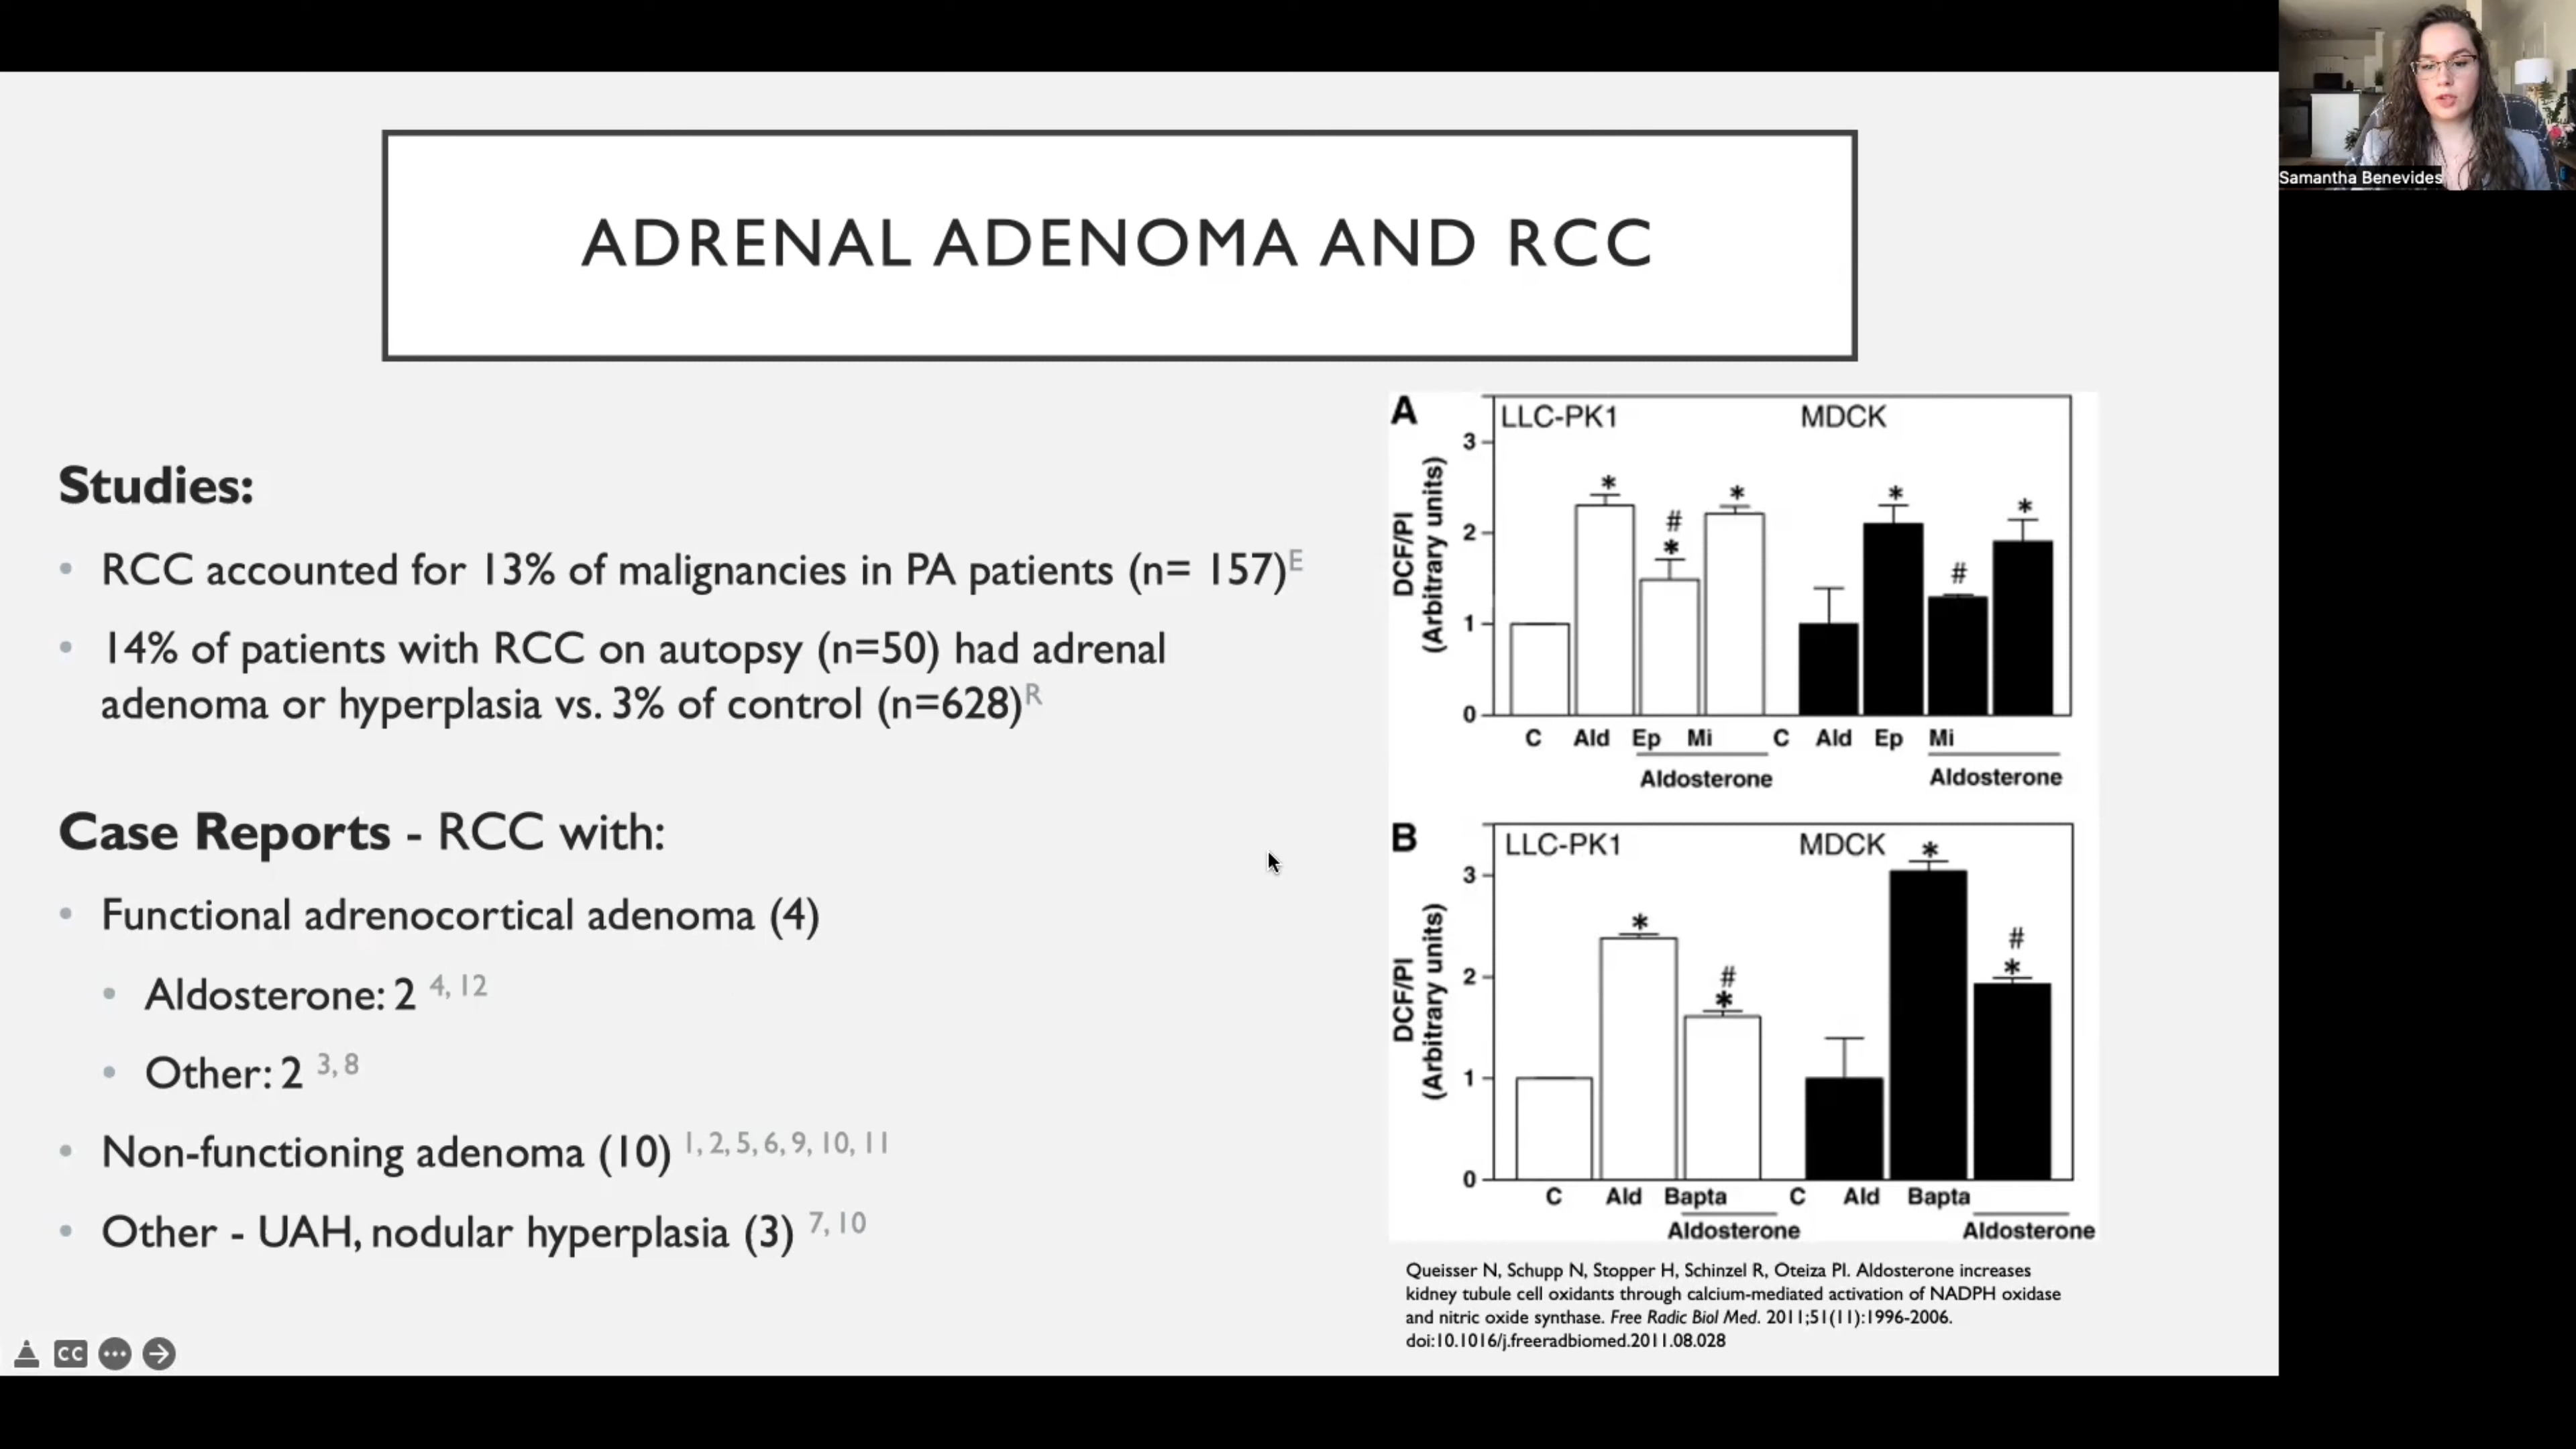 Samantha Benevides
ADRENAL ADENOMA AND RCC
Studies:
• RCC accounted for 13% of malignancies in PA patients (n= 157)E
• 14% of patients with RCC on autopsy (n=50) had adrenal
adenoma or hyperplasia vs. 3% of control (n=628)R
Case Reports - RCC with:
• Functional adrenocortical adenoma (4)
• Aldosterone: 2 4, 12
• Other: 2 3, 8
• Non-functioning adenoma (10) 1, 2, 5, 6, 9, 10, 11
• Other - UAH, nodular hyperplasia (3) 7, 10
A
LLC-PK1 MDCK
DCF/PI
(Arbitrary units)
3
2
1
0
* # * * * # *
C Ald Ep Mi C Ald Ep Mi
Aldosterone Aldosterone
B
LLC-PK1 MDCK
DCF/PI
(Arbitrary units)
3
2
1
0
* # * * # *
C Ald Bapta C Ald Bapta
Aldosterone Aldosterone
Queisser N, Schupp N, Stopper H, Schinzel R, Oteiza PI. Aldosterone increases
kidney tubule cell oxidants through calcium-mediated activation of NADPH oxidase
and nitric oxide synthase. Free Radic Biol Med. 2011;51(11):1996-2006.
doi:10.1016/j.freeradbiomed.2011.08.028
CC